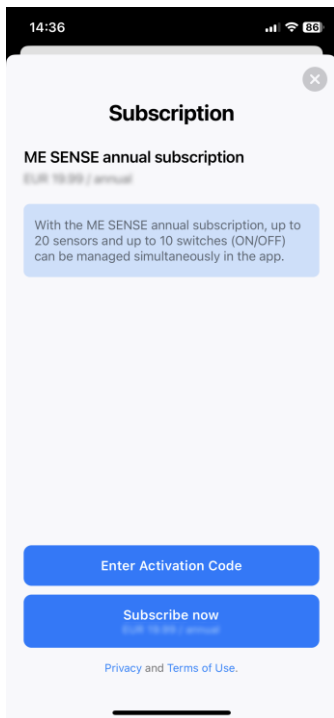 14:36
86
Subscription
ME SENSE annual subscription
With the ME SENSE annual subscription, up to
20 sensors and up to 10 switches (ON/OFF)
can be managed simultaneously in the app.
Enter Activation Code
Subscribe now
Privacy and Terms of Use.